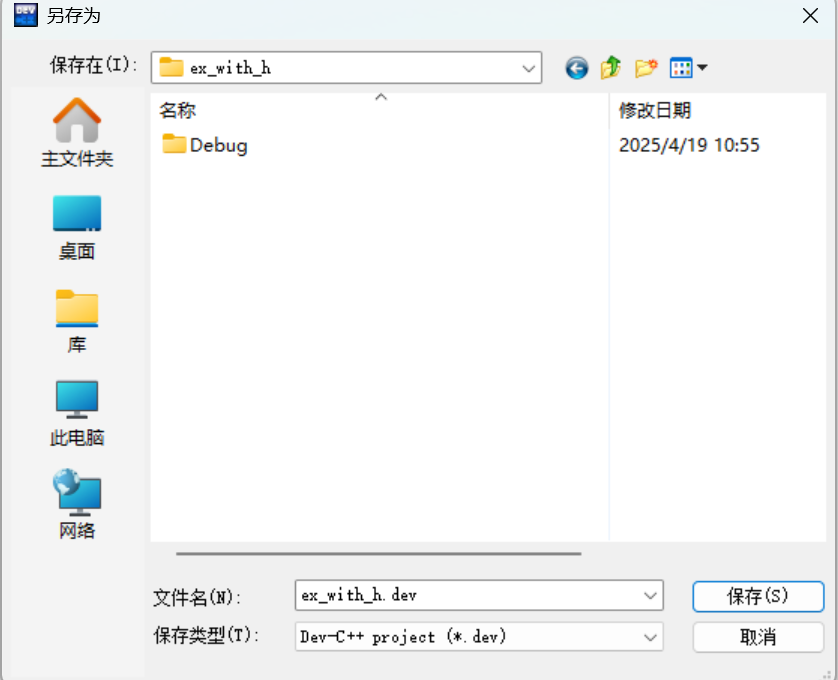 另存为
保存在(I):
ex_with_h
主文件夹
桌面
库
此电脑
网络
名称
修改日期
Debug
2025/4/19 10:55
文件名(N):
ex_with_h.dev
保存(S)
保存类型(T):
Dev-C++ project (*.dev)
取消